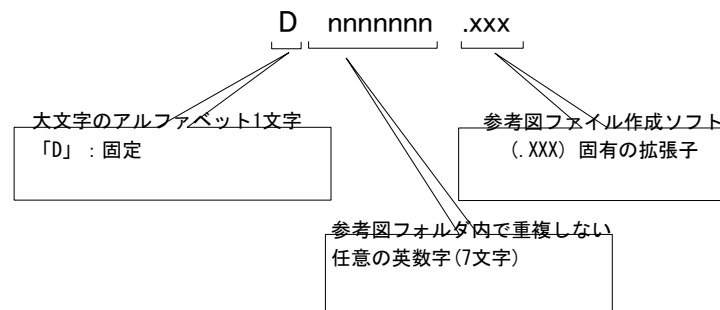 D nnnnnnn .xxx
大文字のアルファベット1文字
「D」：固定
参考図ファイル作成ソフト
(.XXX) 固有の拡張子
参考図フォルダ内で重複しない
任意の英数字(7文字)